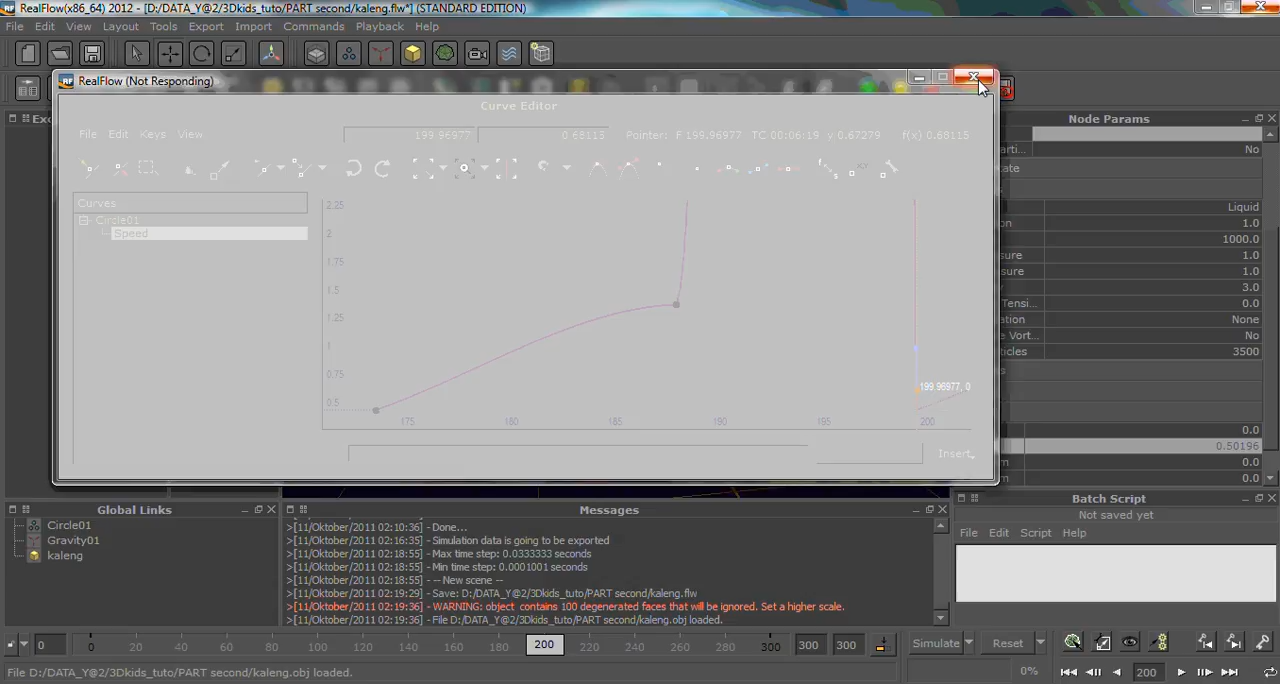 RealFlow(x86_64) 2012 - [D:/DATA_Y@2/3Dkids_tuto/PART second/kaleng.flw*] (STANDARD EDITION)
File Edit View Layout Tools Export Import Commands Playback Help
RealFlow (Not Responding)
Curve Editor
File Edit Keys View
199.96977 0.68115 Pointer: F 199.96977 TC 00:06:19 v 0.67279 f(x) 0.68115
Curves
Circle01
Speed
2.25
2
1.75
1.5
1.25
1
0.75
0.5
199.96977, 0
175 180 185 190 195 200
Insert
Node Params
No
Liquid
1.0
1000.0
1.0
1.0
3.0
0.0
None
No
3500
0.0
0.50196
0.0
0.0
Global Links
Circle01
Gravity01
kaleng
Messages
>[11/Oktober/2011 02:10:36] - Done...
>[11/Oktober/2011 02:16:35] - Simulation data is going to be exported
>[11/Oktober/2011 02:18:55] - Max time step: 0.0333333 seconds
>[11/Oktober/2011 02:18:55] - Min time step: 0.0001001 seconds
>[11/Oktober/2011 02:18:55] -- New scene --
>[11/Oktober/2011 02:19:29] - Save: D:/DATA_Y@2/3Dkids_tuto/PART second/kaleng.flw
>[11/Oktober/2011 02:19:36] - WARNING: object contains 100 degenerated faces that will be ignored. Set a higher scale.
>[11/Oktober/2011 02:19:36] - File D:/DATA_Y@2/3Dkids_tuto/PART second/kaleng.obj loaded.
Batch Script
Not saved yet
File Edit Script Help
0 0 20 40 60 80 100 120 140 160 180 200 220 240 260 280 300 300 300
Simulate Reset
File D:/DATA_Y@2/3Dkids_tuto/PART second/kaleng.obj loaded.
0% 200